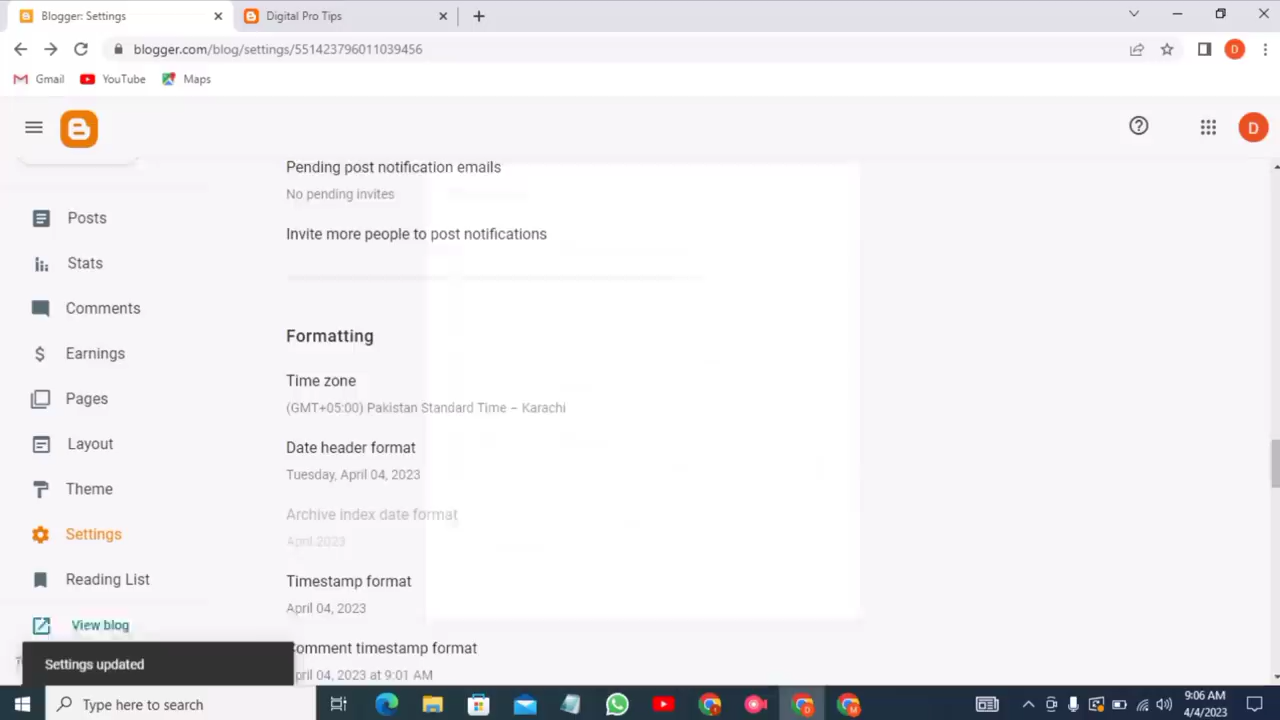 Blogger: Settings
Digital Pro Tips
blogger.com/blog/settings/551423796011039456
D
Gmail
YouTube
Maps
D
Pending post notification emails
No pending invites
Invite more people to post notifications
Posts
Stats
Comments
Earnings
Pages
Layout
Theme
Settings
Reading List
View blog
Formatting
Time zone
(GMT+05:00) Pakistan Standard Time – Karachi
Date header format
Tuesday, April 04, 2023
Archive index date format
April 2023
Timestamp format
April 04, 2023
Comment timestamp format
April 04, 2023 at 9:01 AM
Settings updated
Type here to search
9:06 AM
4/4/2023